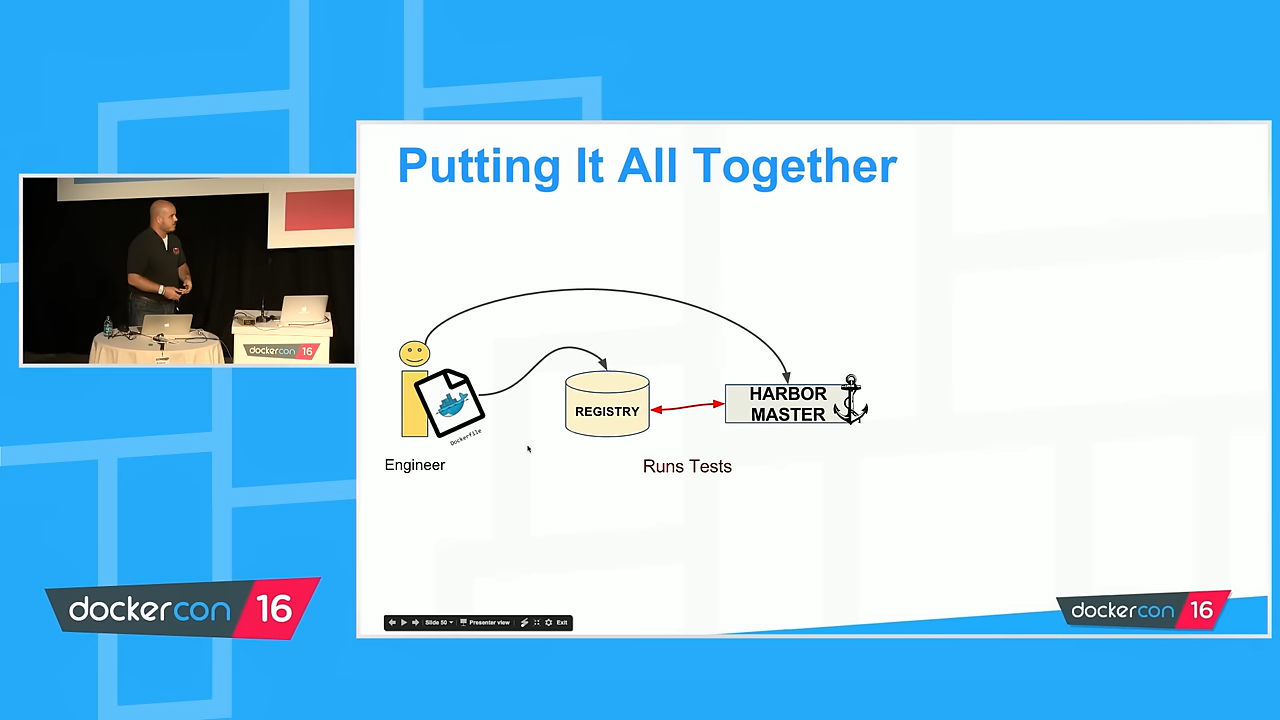 Putting It All Together
REGISTRY
HARBOR
MASTER
Dockerfile
Engineer
Runs Tests
dockercon 16
dockercon 16
dockercon 16
Slide 50
Presenter view
Exit